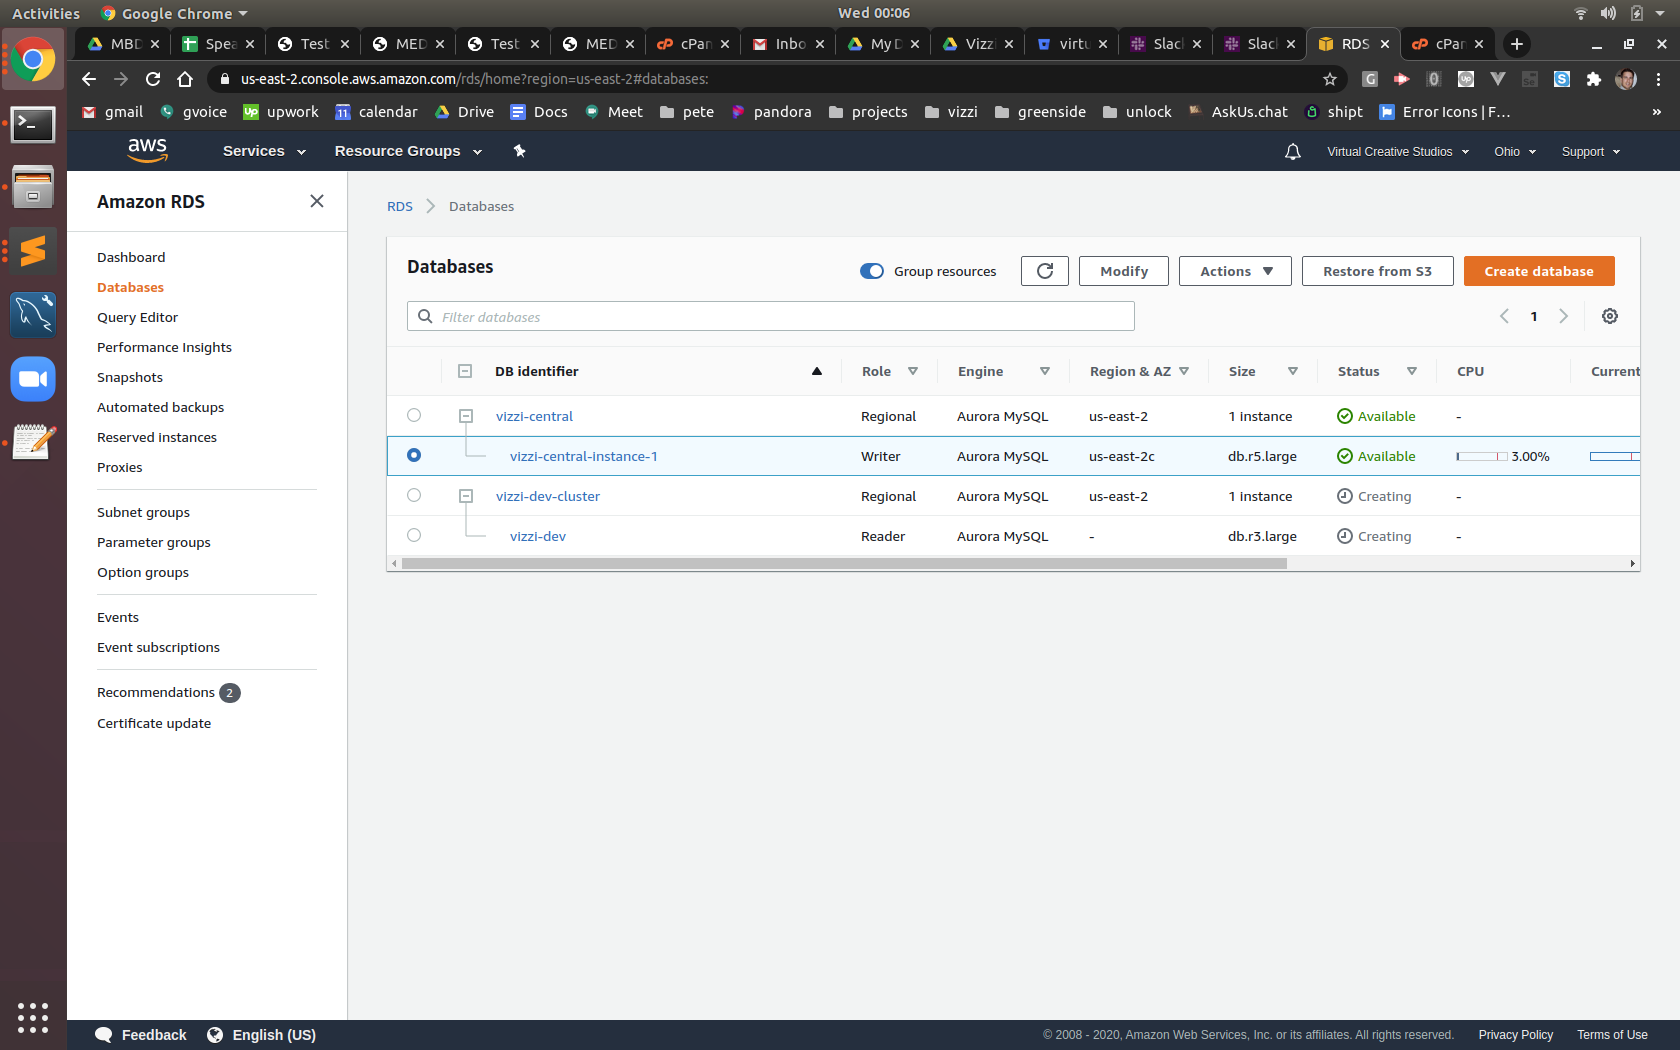 Activities Google Chrome Wed 00:06
MBD Spea Test MED Test MED cPan Inbo My D Vizzi virtu Slack Slack RDS cPan
us-east-2.console.aws.amazon.com/rds/home?region=us-east-2#databases:
gmail gvoice upwork calendar Drive Docs Meet pete pandora projects vizzi greenside unlock AskUs.chat shipt Error Icons | F... »
aws Services Resource Groups Virtual Creative Studios Ohio Support
Amazon RDS
Dashboard
Databases
Query Editor
Performance Insights
Snapshots
Automated backups
Reserved instances
Proxies
Subnet groups
Parameter groups
Option groups
Events
Event subscriptions
Recommendations 2
Certificate update
RDS Databases
Databases Group resources Modify Actions Restore from S3 Create database
Filter databases 1
DB identifier Role Engine Region & AZ Size Status CPU Current
vizzi-central Regional Aurora MySQL us-east-2 1 instance Available -
vizzi-central-instance-1 Writer Aurora MySQL us-east-2c db.r5.large Available 3.00%
vizzi-dev-cluster Regional Aurora MySQL us-east-2 1 instance Creating -
vizzi-dev Reader Aurora MySQL - db.r3.large Creating -
Feedback English (US) © 2008 - 2020, Amazon Web Services, Inc. or its affiliates. All rights reserved. Privacy Policy Terms of Use